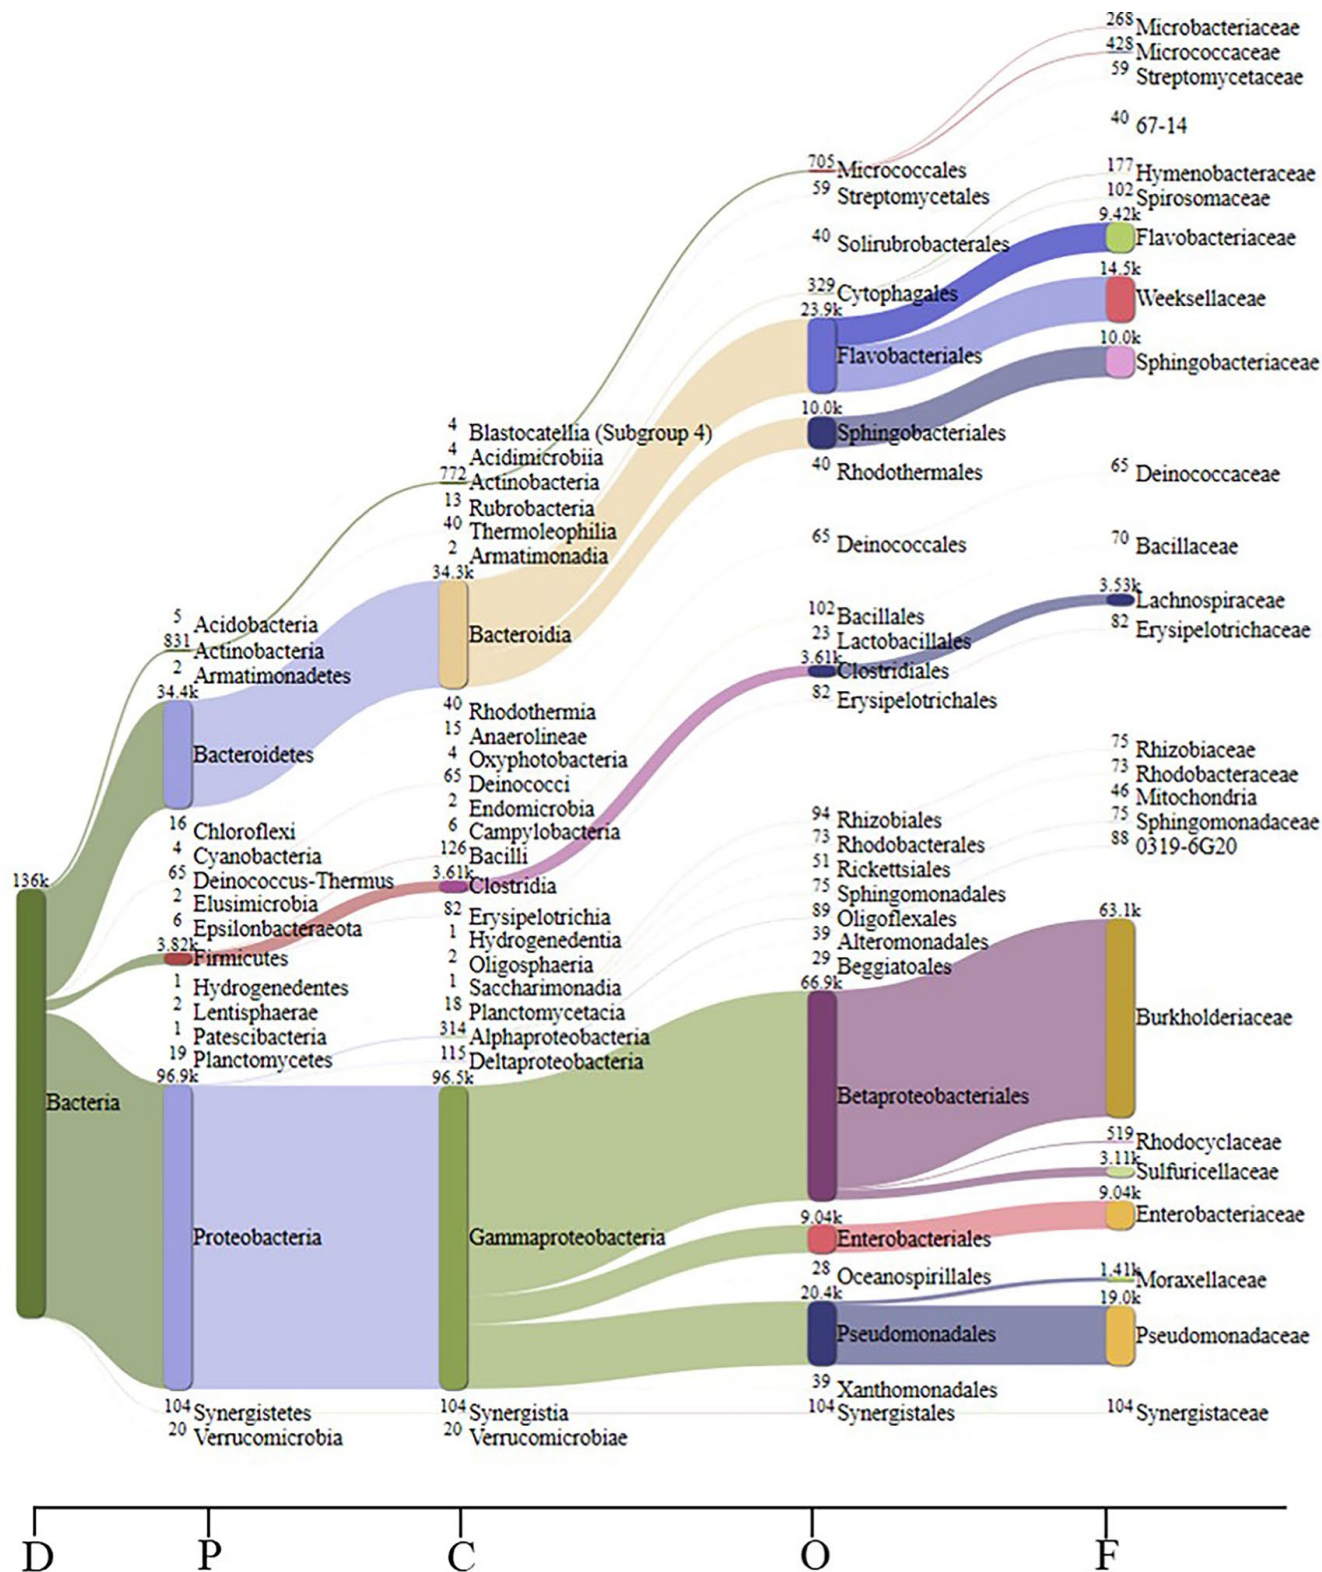 136k
Bacteria
5
Acidobacteria
831
Actinobacteria
2
Armatimonadetes
34.4k
Bacteroidetes
16
Chloroflexi
4
Cyanobacteria
65
Deinococcus-Thermus
2
Elusimicrobia
6
Epsilonbacteraeota
3.82k
Firmicutes
1
Hydrogenedentes
2
Lentisphaerae
1
Patescibacteria
19
Planctomycetes
96.9k
Proteobacteria
104
Synergistetes
20
Verrucomicrobia
4
Blastocatellia (Subgroup 4)
4
Acidimicrobiia
772
Actinobacteria
13
Rubrobacteria
40
Thermoleophilia
2
Armatimonadia
34.3k
Bacteroidia
40
Rhodothermia
15
Anaerolineae
4
Oxyphotobacteria
65
Deinococci
2
Endomicrobia
6
Campylobacteria
126
Bacilli
3.61k
Clostridia
82
Erysipelotrichia
1
Hydrogenedentia
2
Oligosphaeria
1
Saccharimonadia
18
Planctomycetacia
314
Alphaproteobacteria
115
Deltaproteobacteria
96.5k
Gammaproteobacteria
104
Synergistia
20
Verrucomicrobiae
705
Micrococcales
59
Streptomycetales
40
Solirubrobacterales
329
Cytophagales
23.9k
Flavobacteriales
10.0k
Sphingobacteriales
40
Rhodothermales
65
Deinococcales
102
Bacillales
23
Lactobacillales
3.61k
Clostridiales
82
Erysipelotrichales
94
Rhizobiales
73
Rhodobacterales
51
Rickettsiales
75
Sphingomonadales
89
Oligoflexales
39
Alteromonadales
29
Beggiatoales
66.9k
Betaproteobacteriales
9.04k
Enterobacteriales
28
Oceanospirillales
20.4k
Pseudomonadales
39
Xanthomonadales
104
Synergistales
268
Microbacteriaceae
428
Micrococcaceae
59
Streptomycetaceae
40
67-14
177
Hymenobacteraceae
102
Spirosomaceae
9.42k
Flavobacteriaceae
14.5k
Weeksellaceae
10.0k
Sphingobacteriaceae
65
Deinococcaceae
70
Bacillaceae
3.53k
Lachnospiraceae
82
Erysipelotrichaceae
75
Rhizobiaceae
73
Rhodobacteraceae
46
Mitochondria
75
Sphingomonadaceae
88
0319-6G20
63.1k
Burkholderiaceae
519
Rhodocyclaceae
3.11k
Sulfuricellaceae
9.04k
Enterobacteriaceae
1.41k
Moraxellaceae
19.0k
Pseudomonadaceae
104
Synergistaceae
D P C O F